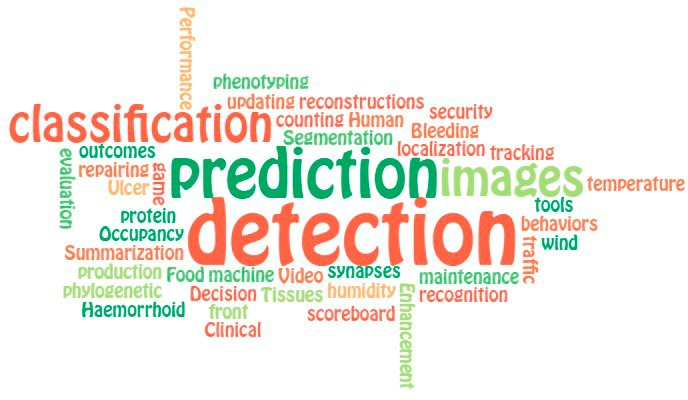 Performance
phenotyping
updating reconstructions
classification
counting Human
security
Segmentation
Bleeding
localization
tracking
evaluation
outcomes
repairing
Ulcer
game
prediction
images
temperature
protein
Occupancy
detection
tools
behaviors
wind
traffic
Summarization
production
Food machine
Video
synapses
maintenance
phylogenetic
Decision
Tissues
humidity
Enhancement
recognition
Haemorrhoid
front
scoreboard
Clinical